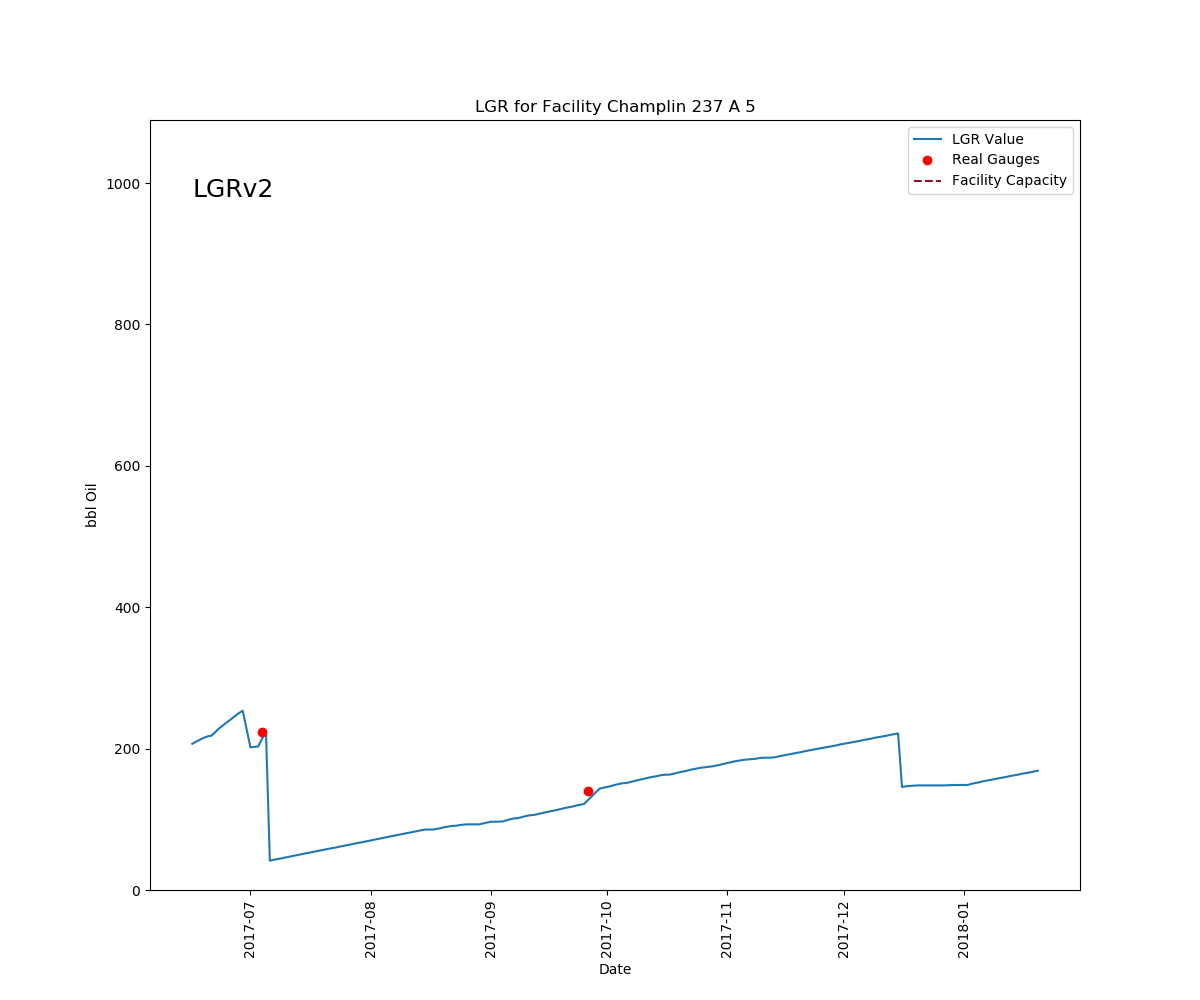 LGR for Facility Champlin 237 A 5
LGR Value
Real Gauges
Facility Capacity
LGRv2
1000
800
600
400
200
0
bbl Oil
2017-07
2017-08
2017-09
2017-10
2017-11
2017-12
2018-01
Date